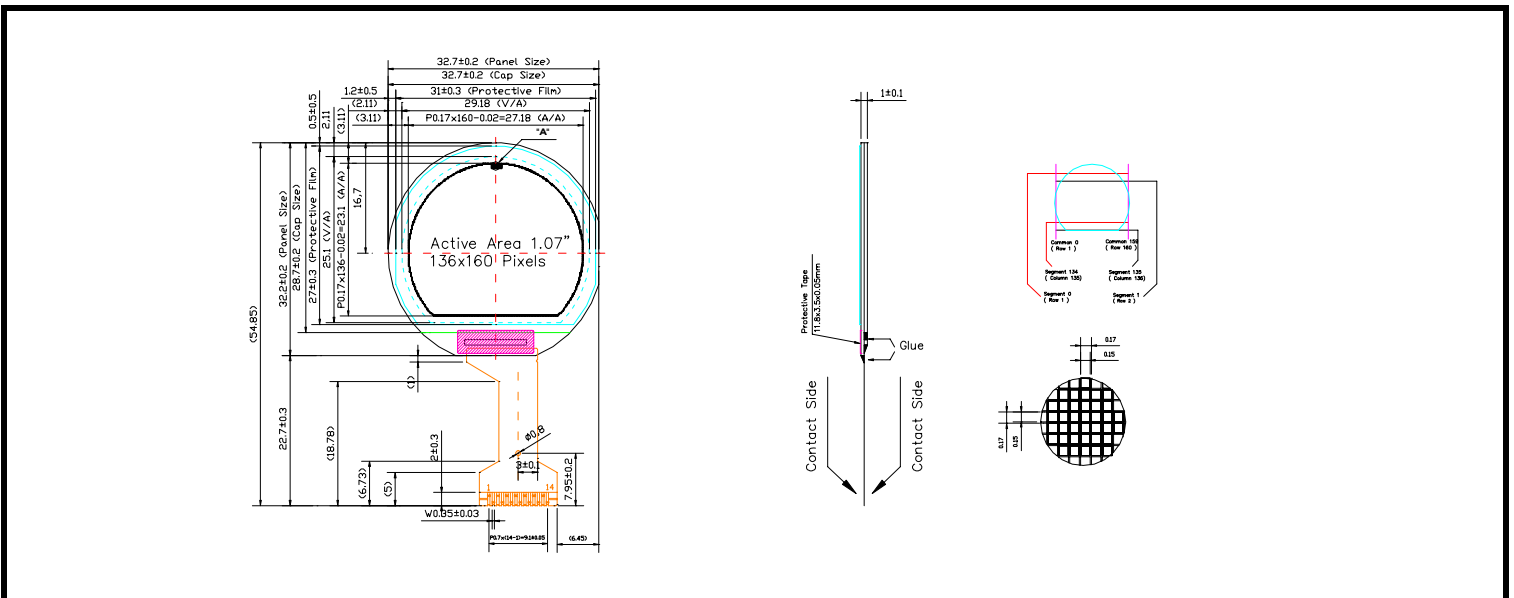 32.7±0.2 (Panel Size)
32.7±0.2 (Cap Size)
1.2±0.5
31±0.3 (Protective Film)
(2.11)
29.18 (V/A)
(3.11)
P0.17x160-0.02=27.18 (A/A)
"A"
0.5±0.5
2.11
(3.11)
16,7
(54.85)
32.2±0.2 (Panel Size)
28.7±0.2 (Cap Size)
27±0.3 (Protective Film)
25.1 (V/A)
P0.17x136-0.02=23.1 (A/A)
Active Area 1.07"
136x160 Pixels
22.7±0.3
(1)
(18.78)
(6.73)
(5)
2±0.3
Ø0,8
3±0.1
7.95±0.2
1
14
W0.35±0.03
P0.7x(14-1)=9.1±0.05
(6.45)
1±0.1
Protective Tape
11.8x3.5x0.05mm
Glue
Contact Side
Contact Side
Common 0
( Row 1 )
Common 159
( Row 160 )
Segment 134
( Column 135)
Segment 135
( Column 136)
Segment 0
( Row 1 )
Segment 1
( Row 2 )
0.17
0.15
0.17
0.15